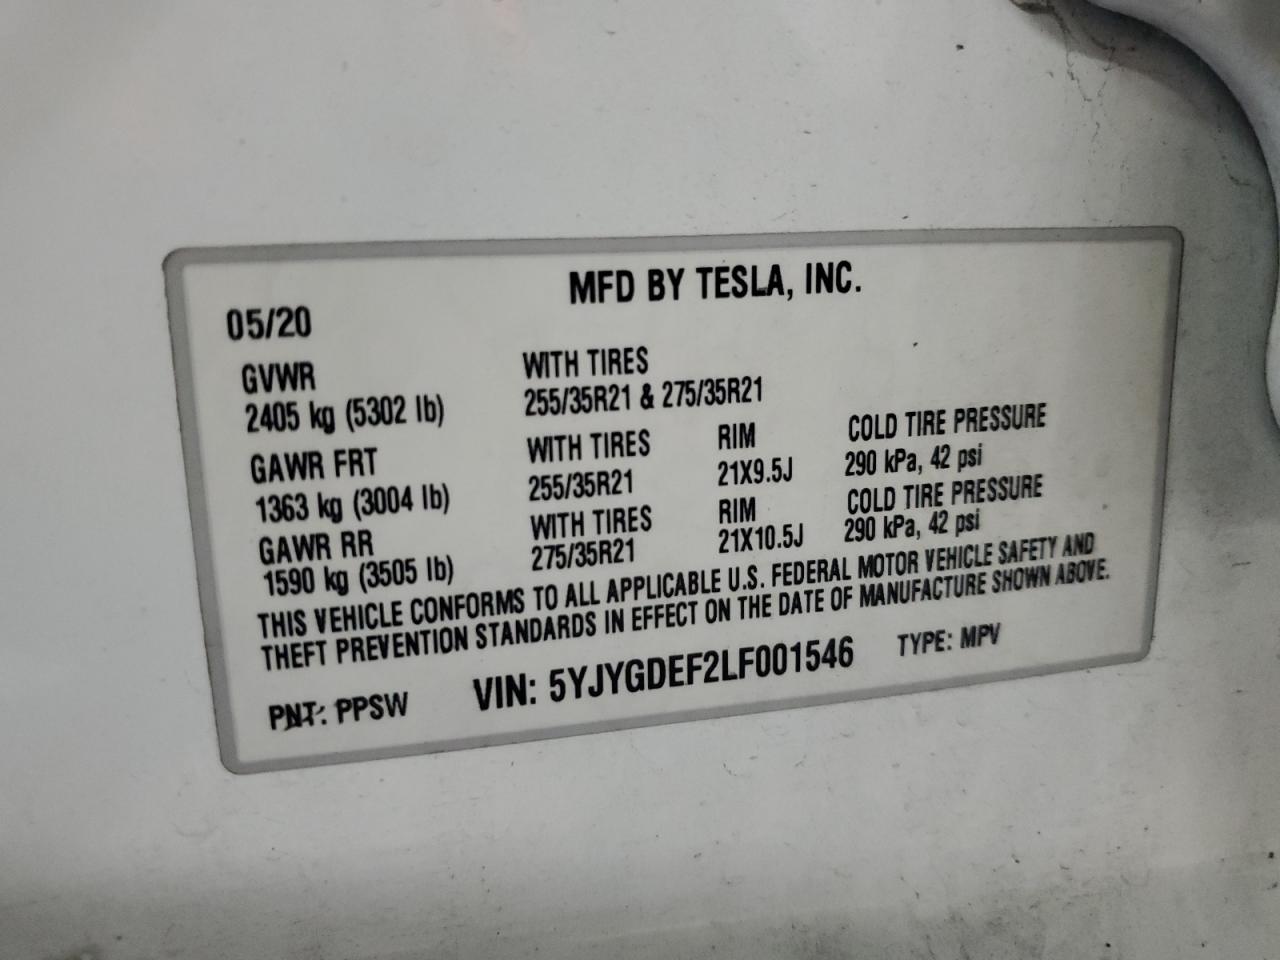 MFD BY TESLA, INC.
05/20
GVWR WITH TIRES
2405 kg (5302 lb) 255/35R21 & 275/35R21
GAWR FRT WITH TIRES RIM COLD TIRE PRESSURE
1363 kg (3004 lb) 255/35R21 21X9.5J 290 kPa, 42 psi
GAWR RR WITH TIRES RIM COLD TIRE PRESSURE
1590 kg (3505 lb) 275/35R21 21X10.5J 290 kPa, 42 psi
THIS VEHICLE CONFORMS TO ALL APPLICABLE U.S. FEDERAL MOTOR VEHICLE SAFETY AND
THEFT PREVENTION STANDARDS IN EFFECT ON THE DATE OF MANUFACTURE SHOWN ABOVE.
PNT: PPSW VIN: 5YJYGDEF2LF001546 TYPE: MPV